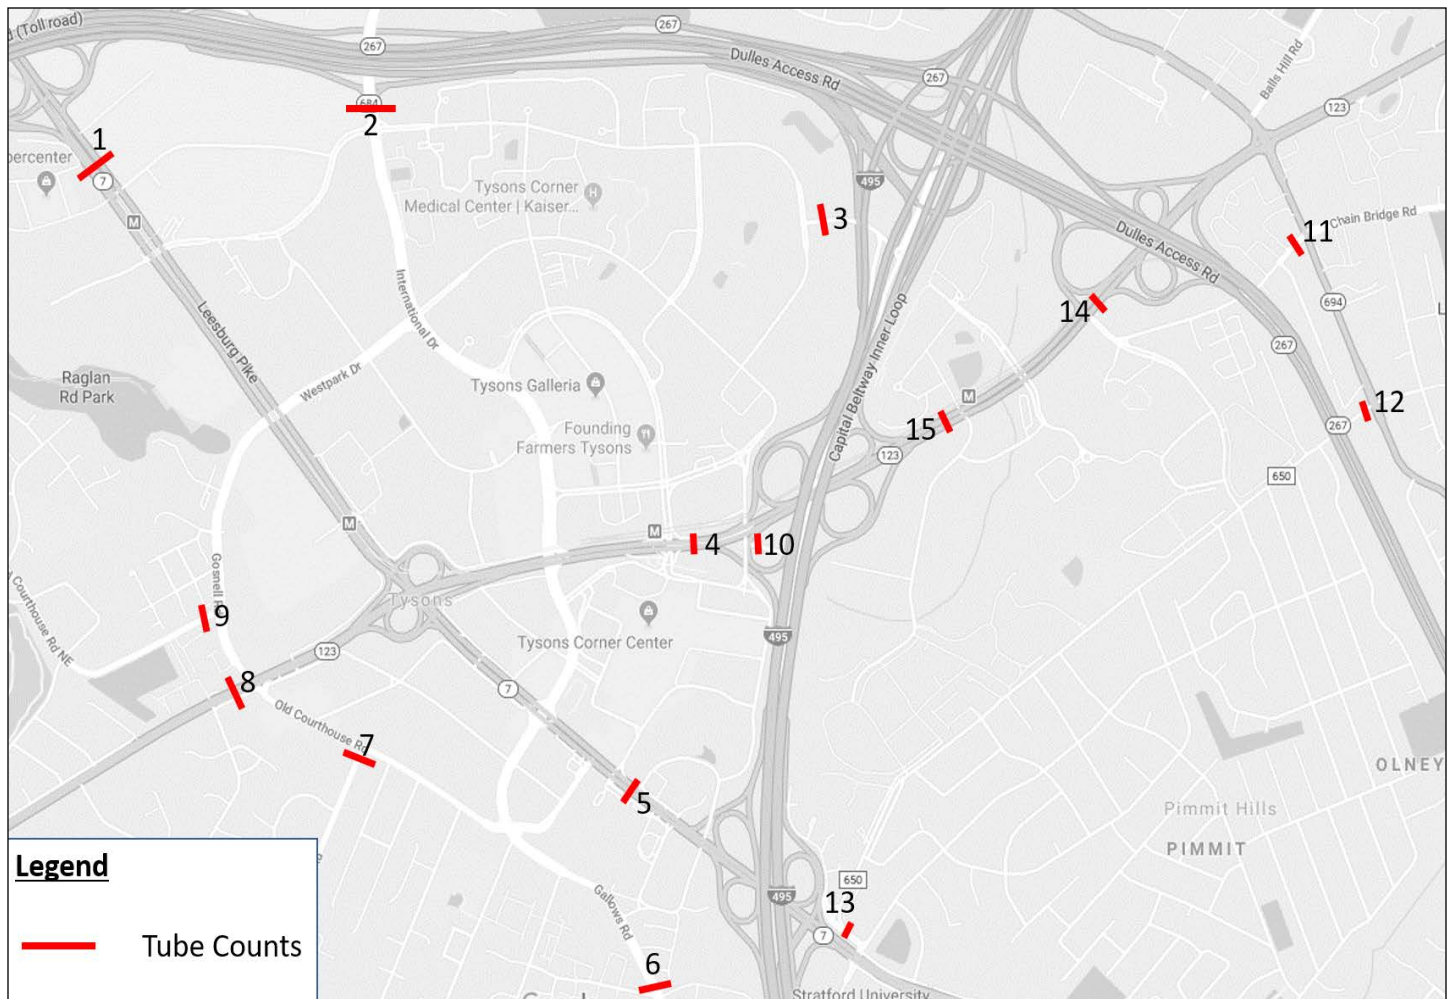 (Toll road)
267
267
Dulles Access Rd
267
Balls Hill Rd
123
684
1
2
7
M
Tysons Corner
Medical Center | Kaiser...
H
495
3
Chain Bridge Rd
11
Dulles Access Rd
International Dr
Leesburg Pike
Capital Beltway Inner Loop
14
694
267
Raglan
Rd Park
Westpark Dr
Tysons Galleria
M
12
15
Founding
Farmers Tysons
267
123
650
M
M
4
10
Gosnell
Tysons
9
Courthouse Rd NE
Tysons Corner Center
495
123
8
7
Old Courthouse Rd
7
5
OLNEY
Pimmit Hills
PIMMIT
Legend
650
495
Gallows Rd
13
7
Tube Counts
6
Stratford University